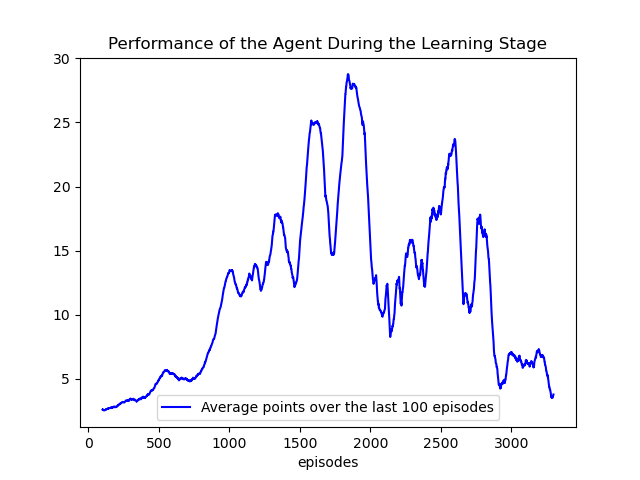 Performance of the Agent During the Learning Stage
30
25
20
15
10
5
Average points over the last 100 episodes
0 500 1000 1500 2000 2500 3000
episodes